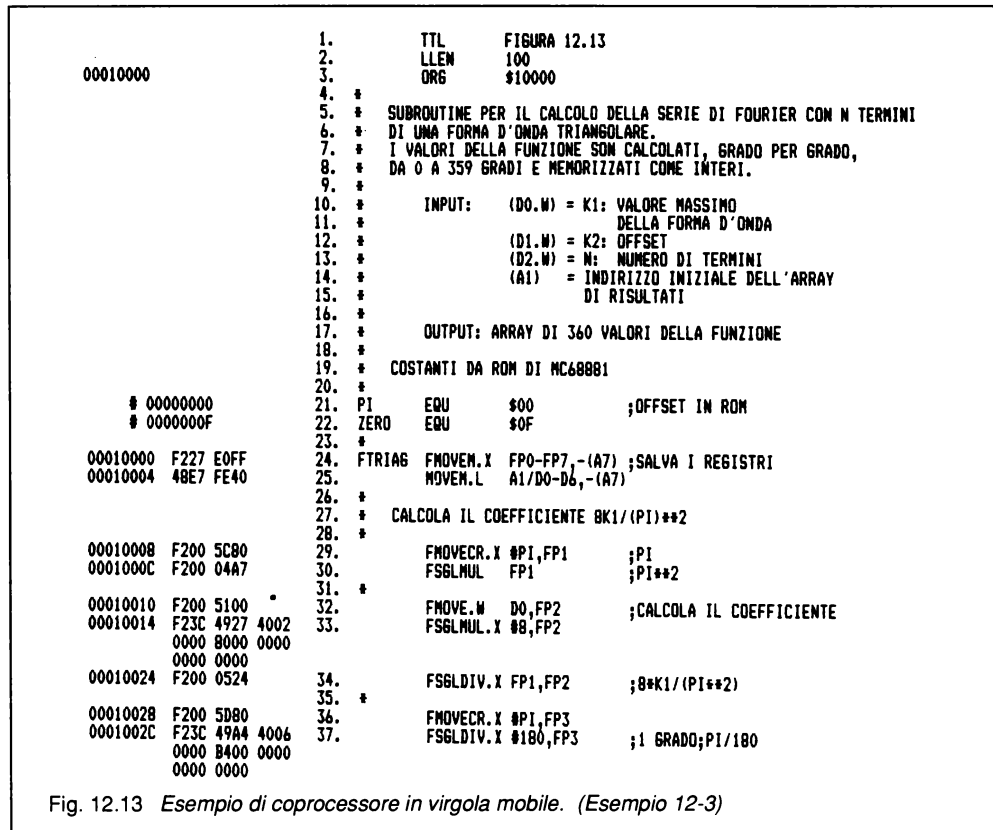 1. TTL FIGURA 12.13
2. LLEN 100
00010000 3. ORG $10000
4. *
5. * SUBROUTINE PER IL CALCOLO DELLA SERIE DI FOURIER CON N TERMINI
6. * DI UNA FORMA D'ONDA TRIANGOLARE.
7. * I VALORI DELLA FUNZIONE SON CALCOLATI, GRADO PER GRADO,
8. * DA 0 A 359 GRADI E MEMORIZZATI COME INTERI.
9. *
10. * INPUT: (D0.W) = K1: VALORE MASSIMO
11. * DELLA FORMA D'ONDA
12. * (D1.W) = K2: OFFSET
13. * (D2.W) = N: NUMERO DI TERMINI
14. * (A1) = INDIRIZZO INIZIALE DELL'ARRAY
15. * DI RISULTATI
16. *
17. * OUTPUT: ARRAY DI 360 VALORI DELLA FUNZIONE
18. *
19. * COSTANTI DA ROM DI MC68881
20. *
# 00000000 21. PI EQU $00 ;OFFSET IN ROM
# 0000000F 22. ZERO EQU $0F
23. *
00010000 F227 E0FF 24. FTRIAG FMOVEM.X FP0-FP7,-(A7) ;SALVA I REGISTRI
00010004 48E7 FE40 25. MOVEM.L A1/D0-D6,-(A7)
26. *
27. * CALCOLA IL COEFFICIENTE 8K1/(PI)**2
28. *
00010008 F200 5C80 29. FMOVECR.X #PI,FP1 ;PI
0001000C F200 04A7 30. FSGLMUL FP1 ;PI**2
31. *
00010010 F200 5100 32. FMOVE.W D0,FP2 ;CALCOLA IL COEFFICIENTE
00010014 F23C 4927 4002 33. FSGLMUL.X #8,FP2
0000 8000 0000
0000 0000
00010024 F200 0524 34. FSGLDIV.X FP1,FP2 ;8*K1/(PI**2)
35. *
00010028 F200 5D80 36. FMOVECR.X #PI,FP3
0001002C F23C 49A4 4006 37. FSGLDIV.X #180,FP3 ;1 GRADO;PI/180
0000 B400 0000
0000 0000
Fig. 12.13 Esempio di coprocessore in virgola mobile. (Esempio 12-3)